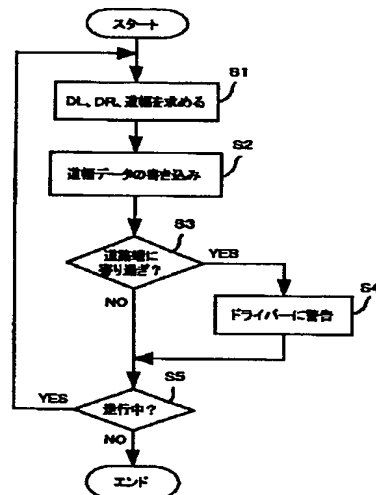 スタート
S1
DL、DR、道幅を求める
S2
道幅データの書き込み
S3
道路端に
寄り過ぎ？
YES
NO
S4
ドライバーに警告
S5
走行中？
YES
NO
エンド